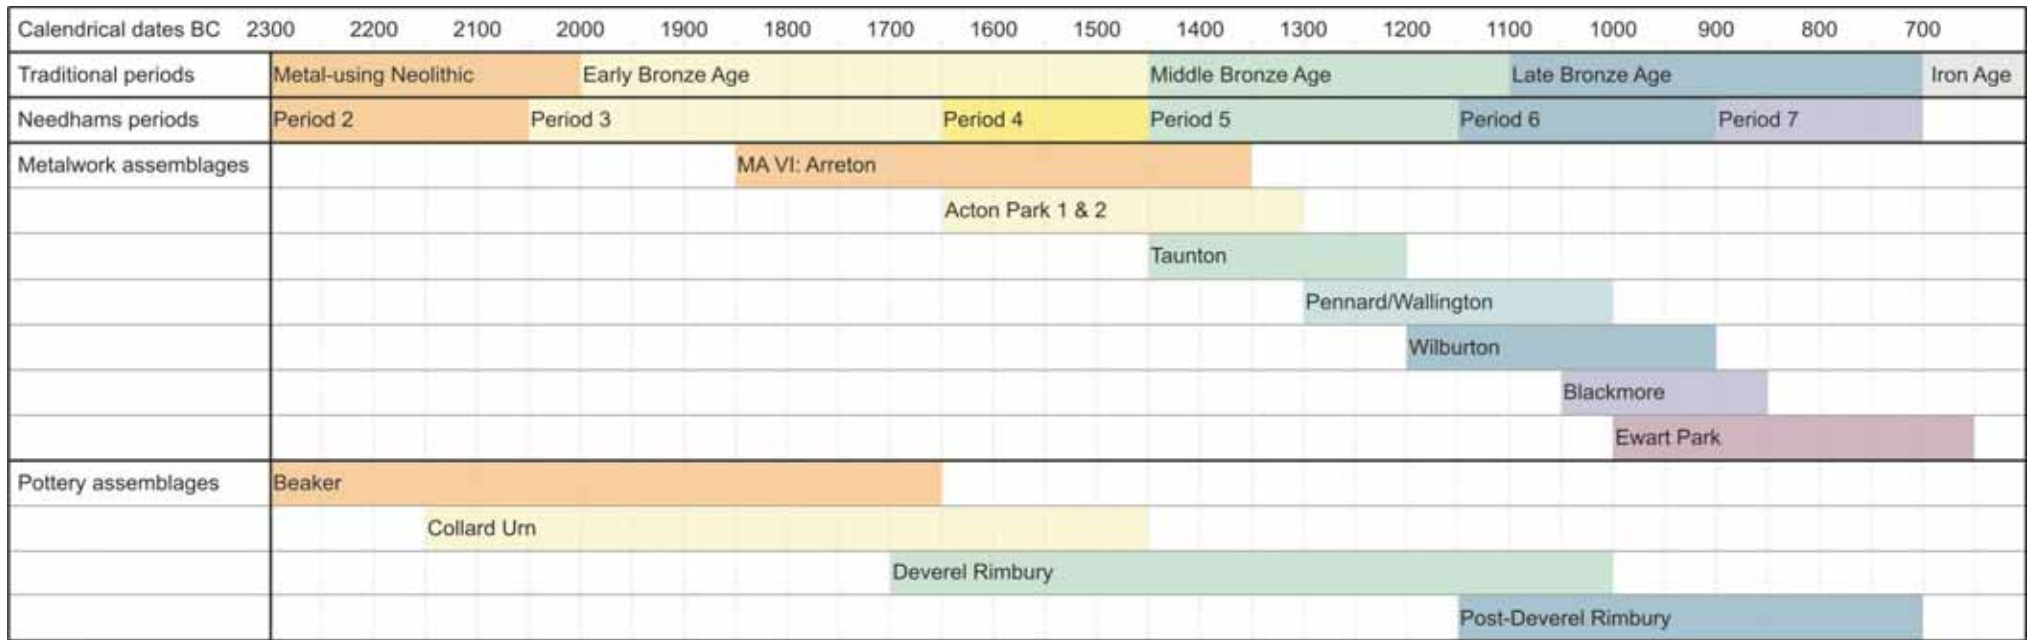 Calendrical dates BC 2300 2200 2100 2000 1900 1800 1700 1600 1500 1400 1300 1200 1100 1000 900 800 700
Traditional periods Metal-using Neolithic Early Bronze Age Middle Bronze Age Late Bronze Age Iron Age
Needhams periods Period 2 Period 3 Period 4 Period 5 Period 6 Period 7
Metalwork assemblages MA VI: Arreton
Acton Park 1 & 2
Taunton
Pennard/Wallington
Wilburton
Blackmore
Ewart Park
Pottery assemblages Beaker
Collard Urn
Deverel Rimbury
Post-Deverel Rimbury